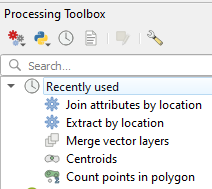 Processing Toolbox
Search...
Recently used
Join attributes by location
Extract by location
Merge vector layers
Centroids
Count points in polygon